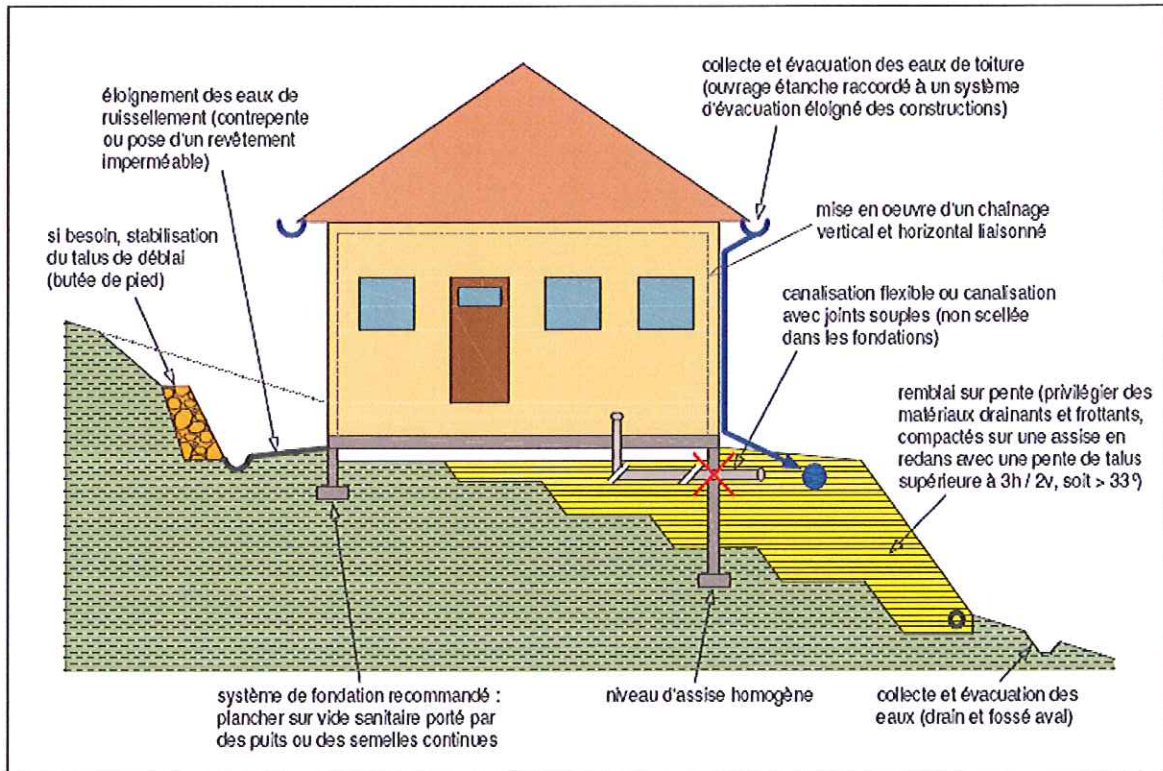 collecte et évacuation des eaux de toiture
(ouvrage étanche raccordé à un système
d'évacuation éloigné des constructions)
éloignement des eaux de
ruissellement (contrepente
ou pose d'un revêtement
imperméable)
mise en oeuvre d'un chaînage
vertical et horizontal liaisonné
si besoin, stabilisation
du talus de déblai
(butée de pied)
canalisation flexible ou canalisation
avec joints souples (non scellée
dans les fondations)
remblai sur pente (privilégier des
matériaux drainants et frottants,
compactés sur une assise en
redans avec une pente de talus
supérieure à 3h / 2v, soit > 33°)
système de fondation recommandé :
plancher sur vide sanitaire porté par
des puits ou des semelles continues
niveau d'assise homogène
collecte et évacuation des
eaux (drain et fossé aval)